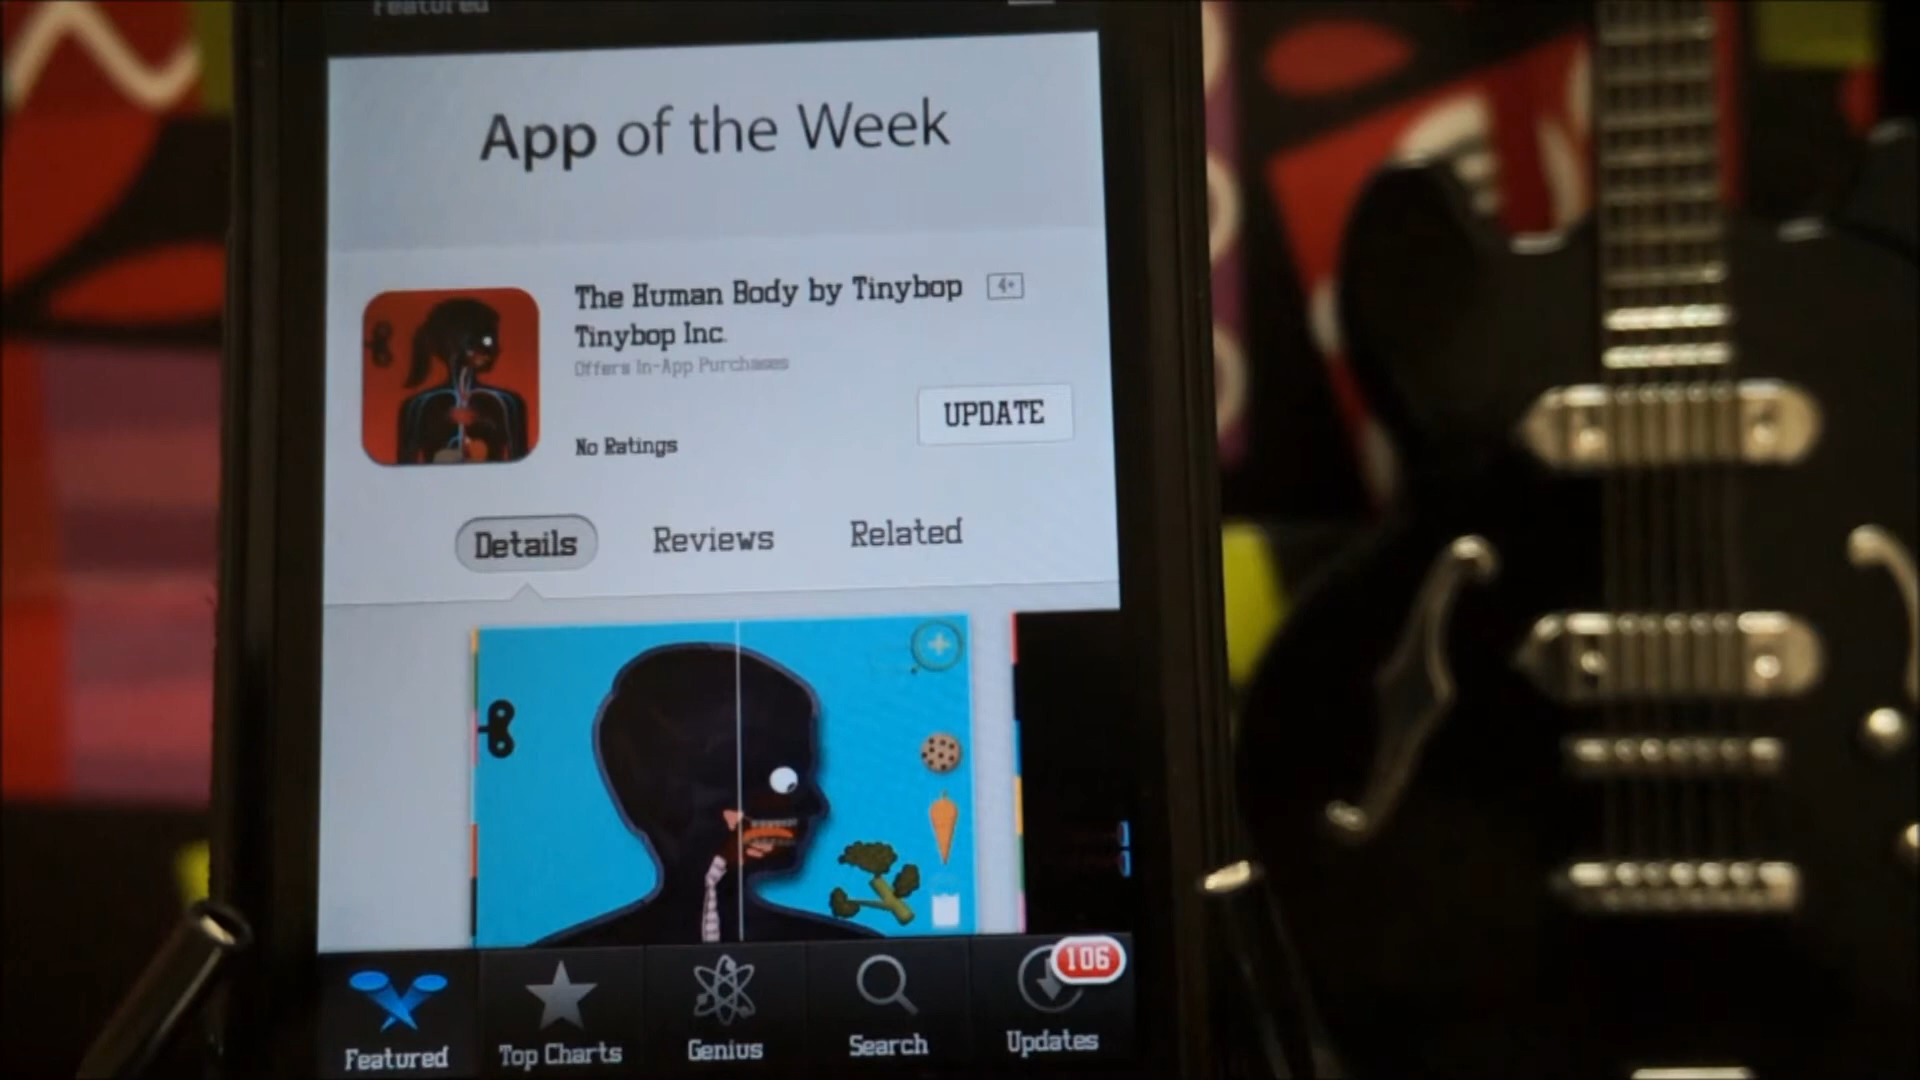 Featured
App of the Week
The Human Body by Tinybop 4+
Tinybop Inc.
Offers In-App Purchases
UPDATE
No Ratings
Details Reviews Related
106
Featured Top Charts Genius Search Updates